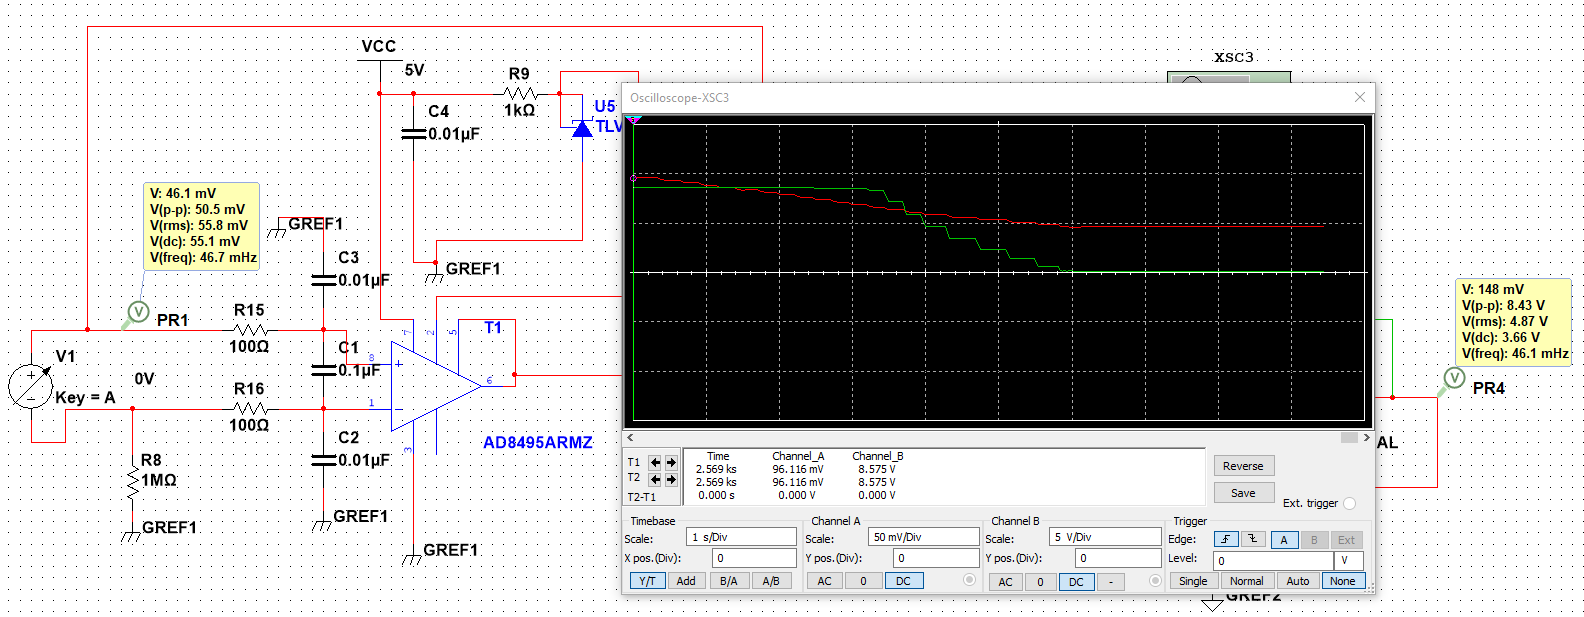 VCC
5V
R9
1kΩ
C4
0.01µF
U5
TLV
XSC3
V: 46.1 mV
V(p-p): 50.5 mV
V(rms): 55.8 mV
V(dc): 55.1 mV
V(freq): 46.7 mHz
GREF1
C3
0.01µF
GREF1
V
PR1
R15
100Ω
7
2
5
T1
C1
0.1µF
8
+
6
V1
+
−
Key = A
0V
R16
100Ω
1
−
AD8495ARMZ
C2
0.01µF
3
R8
1MΩ
GREF1
GREF1
GREF1
Oscilloscope-XSC3
Time Channel_A Channel_B
T1 2.569 ks 96.116 mV 8.575 V
T2 2.569 ks 96.116 mV 8.575 V
T2-T1 0.000 s 0.000 V 0.000 V
Reverse
Save
Ext. trigger
Timebase
Scale: 1 s/Div
X pos.(Div): 0
Y/T Add B/A A/B
Channel A
Scale: 50 mV/Div
Y pos.(Div): 0
AC 0 DC
Channel B
Scale: 5 V/Div
Y pos.(Div): 0
AC 0 DC -
Trigger
Edge: A B Ext
Level: 0 V
Single Normal Auto None
V: 148 mV
V(p-p): 8.43 V
V(rms): 4.87 V
V(dc): 3.66 V
V(freq): 46.1 mHz
V
PR4
AL
GREF2